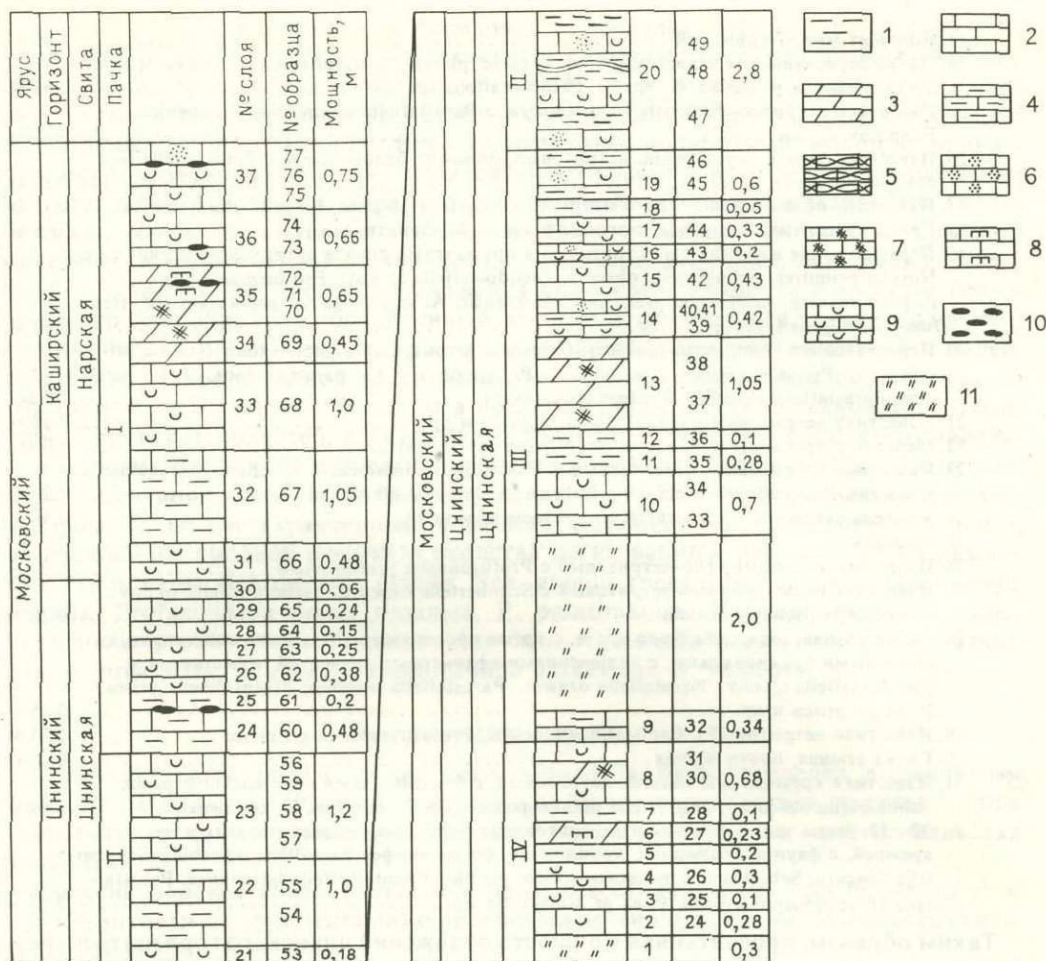 Ярус
Горизонт
Свита
Пачка
№ Слоя
№ образца
Мощность, м
Московский
Каширский
Нарская
I
77
37 76 0,75
75
74
36 0,66
73
72
35 71 0,65
70
34 69 0,45
33 68 1,0
32 67 1,05
31 66 0,48
Цнинский
Цнинская
30 - 0,06
29 65 0,24
28 64 0,15
27 63 0,25
26 62 0,38
25 61 0,2
24 60 0,48
II
56
59
23 58 1,2
57
22 55 1,0
54
21 53 0,18
Московский
Цнинский
Цнинская
II
49
20 48 2,8
47
46
19 45 0,6
18 0,05
17 44 0,33
16 43 0,2
15 42 0,43
14 40,41 0,42
39
III
38
13 1,05
37
12 36 0,1
11 35 0,28
34
10 0,7
33
2,0
9 32 0,34
IV
31
8 30 0,68
7 28 0,1
6 27 0,23
5 - 0,2
4 26 0,3
3 25 0,1
2 24 0,28
1 0,3
1 2
3 4
5 6
7 8
9 10
11